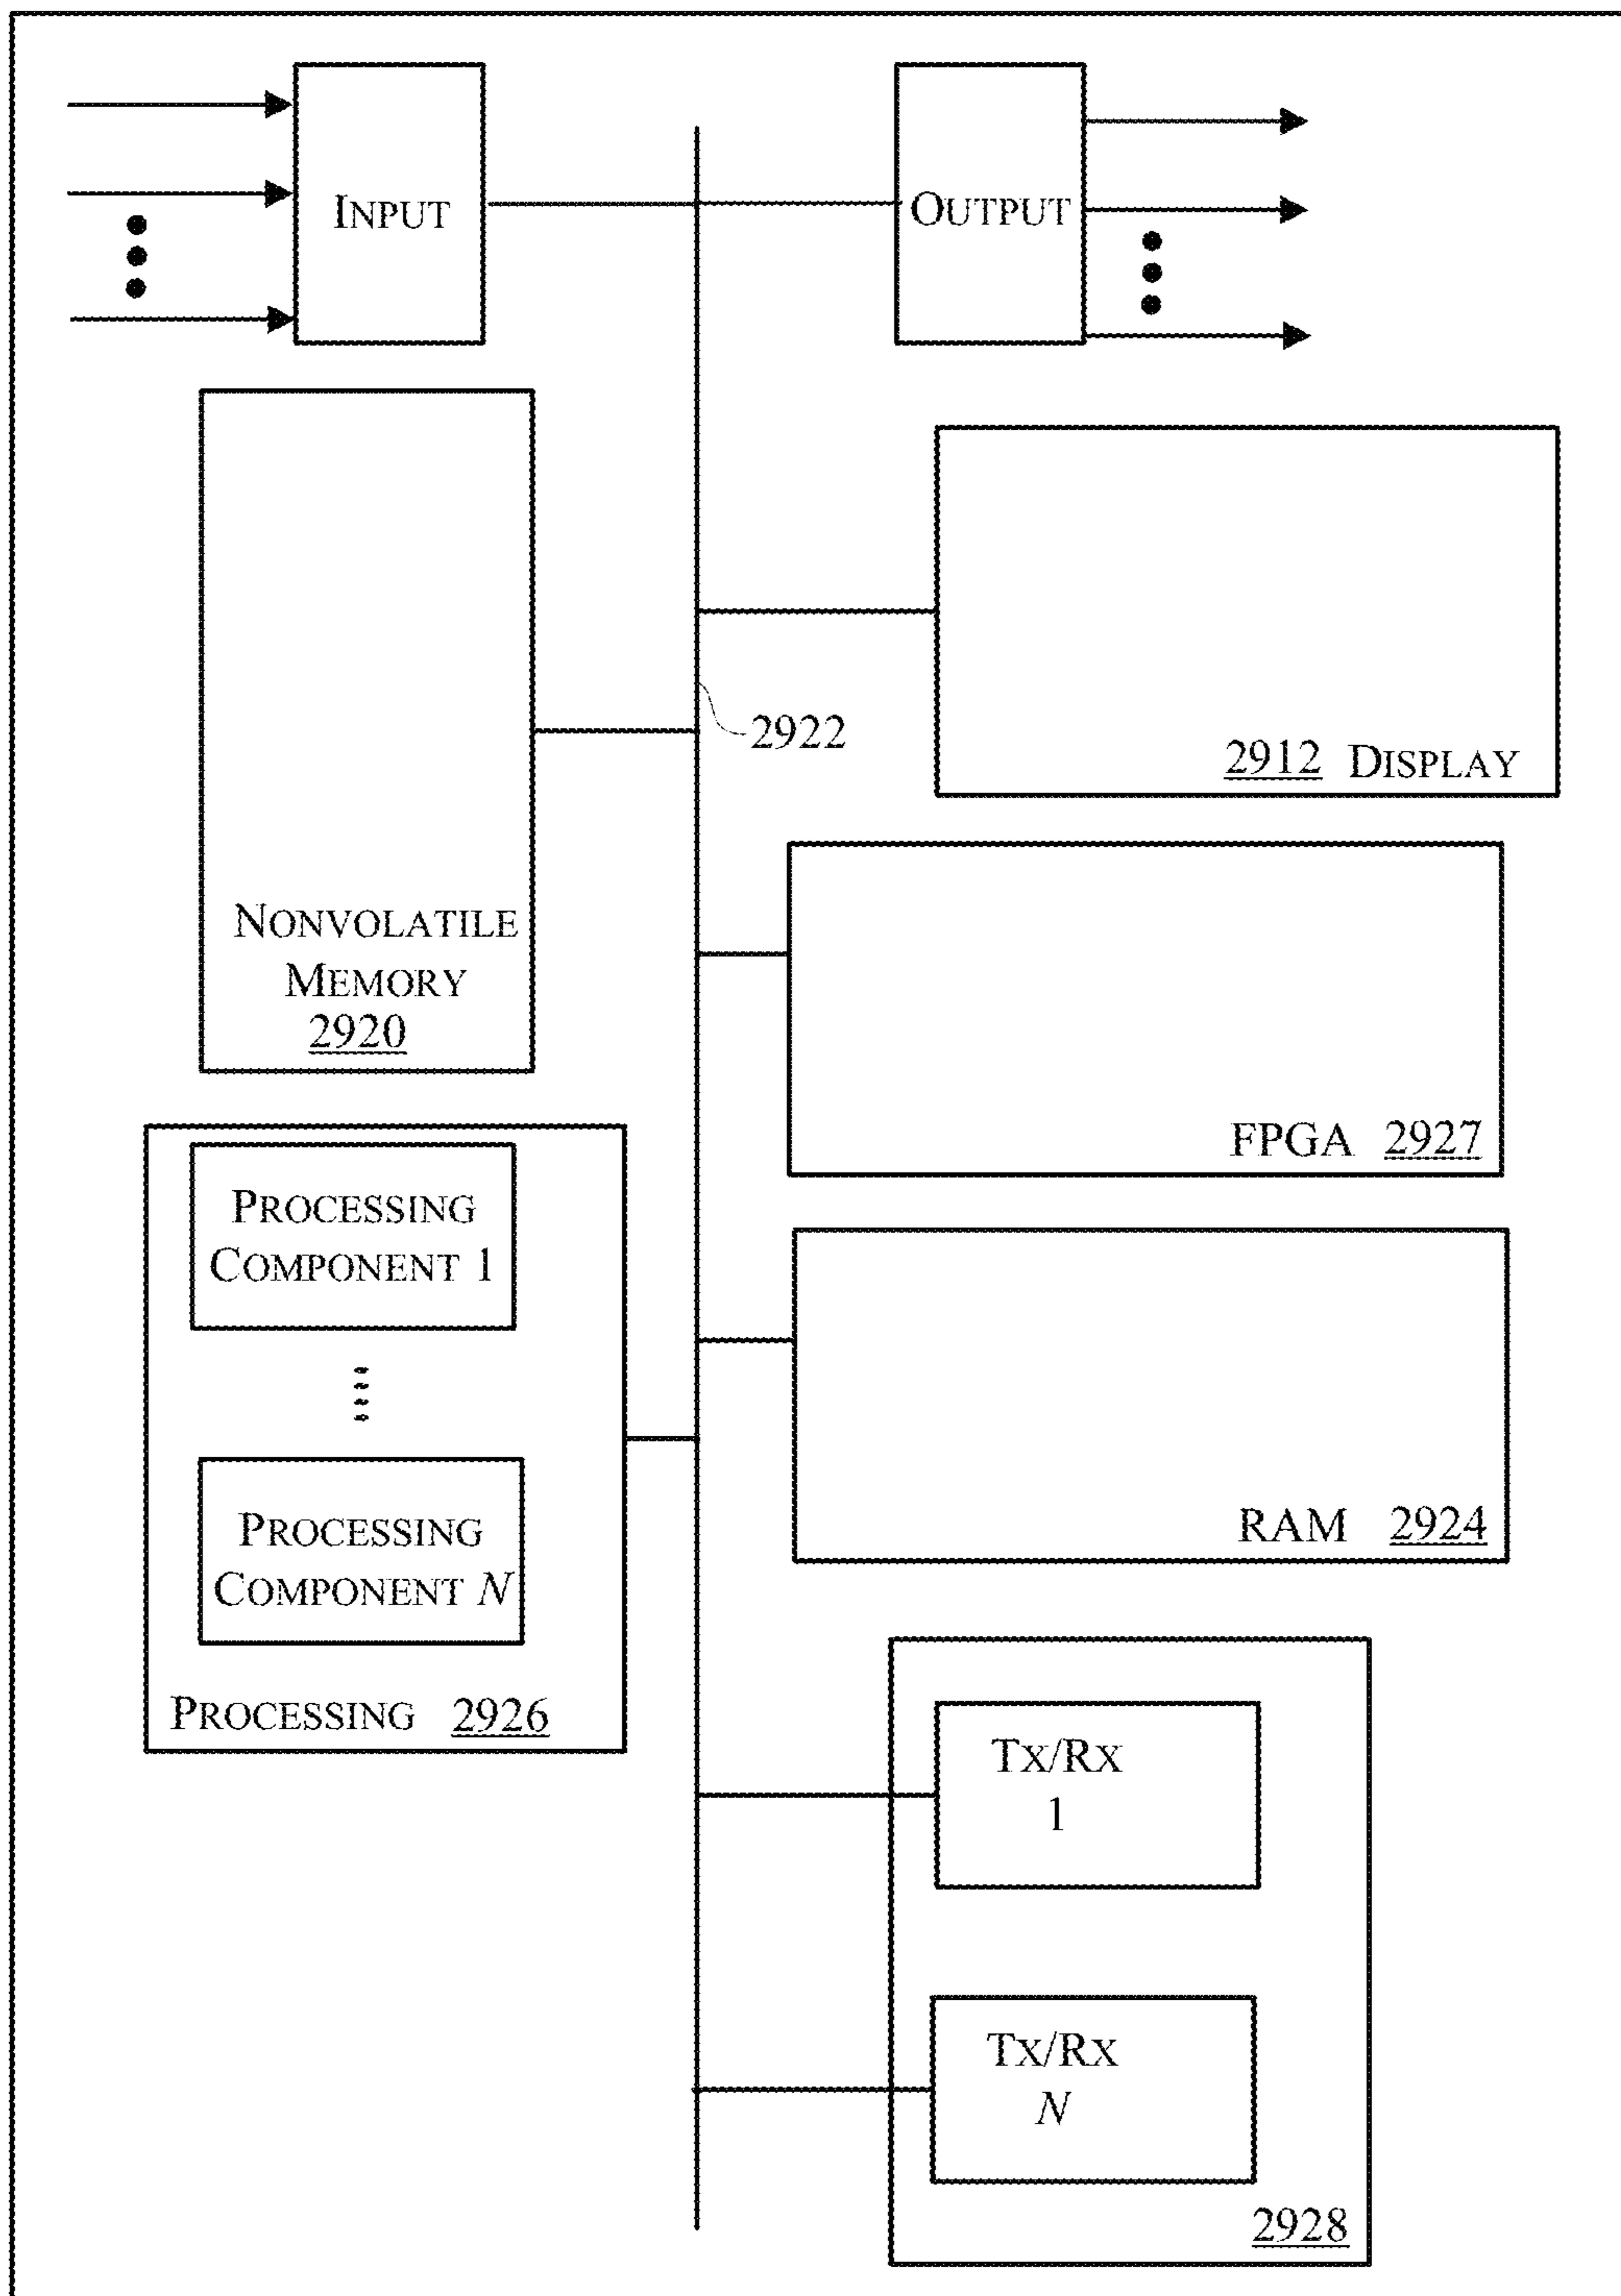 INPUT
OUTPUT
2922
2912 DISPLAY
NONVOLATILE
MEMORY
2920
FPGA 2927
PROCESSING
COMPONENT 1
PROCESSING
COMPONENT N
PROCESSING 2926
RAM 2924
TX/RX
1
TX/RX
N
2928